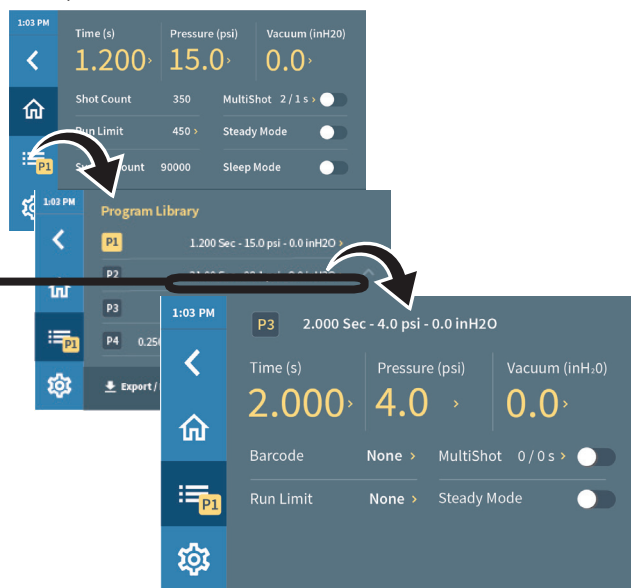 1:03 PM
Time (s) Pressure (psi) Vacuum (inH20)
1.200 › 15.0 › 0.0 ›
Shot Count 350 MultiShot 2 / 1 s ›
Run Limit 450 › Steady Mode
P1
90000 Sleep Mode
1:03 PM
Program Library
P1 1.200 Sec - 15.0 psi - 0.0 inH2O ›
P2
P3
P1
P4
Export /
1:03 PM
P3 2.000 Sec - 4.0 psi - 0.0 inH2O
Time (s) Pressure (psi) Vacuum (inH₂0)
2.000 › 4.0 › 0.0 ›
Barcode None › MultiShot 0 / 0 s ›
P1
Run Limit None › Steady Mode